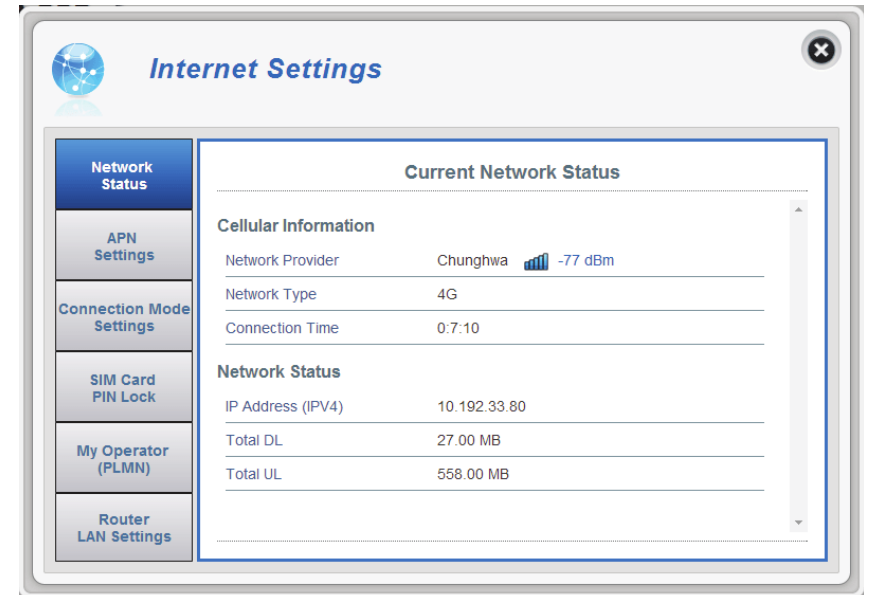 Internet Settings
Network
Status
APN
Settings
Connection Mode
Settings
SIM Card
PIN Lock
My Operator
(PLMN)
Router
LAN Settings
Current Network Status
Cellular Information
Network Provider Chunghwa -77 dBm
Network Type 4G
Connection Time 0:7:10
Network Status
IP Address (IPV4) 10.192.33.80
Total DL 27.00 MB
Total UL 558.00 MB